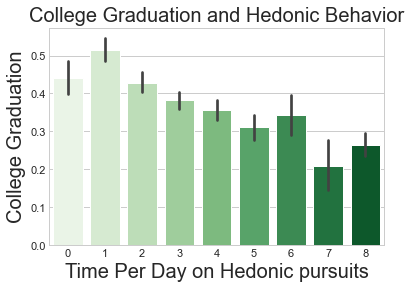 College Graduation and Hedonic Behavior
College Graduation
0.5
0.4
0.3
0.2
0.1
0.0
0 1 2 3 4 5 6 7 8
Time Per Day on Hedonic pursuits